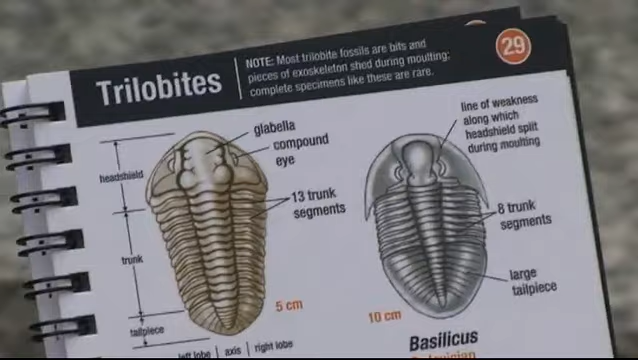 Trilobites
NOTE: Most trilobite fossils are bits and
pieces of exoskeleton shed during moulting;
complete specimens like these are rare.
29
glabella
compound
eye
headshield
13 trunk
segments
trunk
5 cm
tailpiece
left lobe | axis | right lobe
line of weakness
along which
headshield split
during moulting
8 trunk
segments
large
tailpiece
10 cm
Basilicus